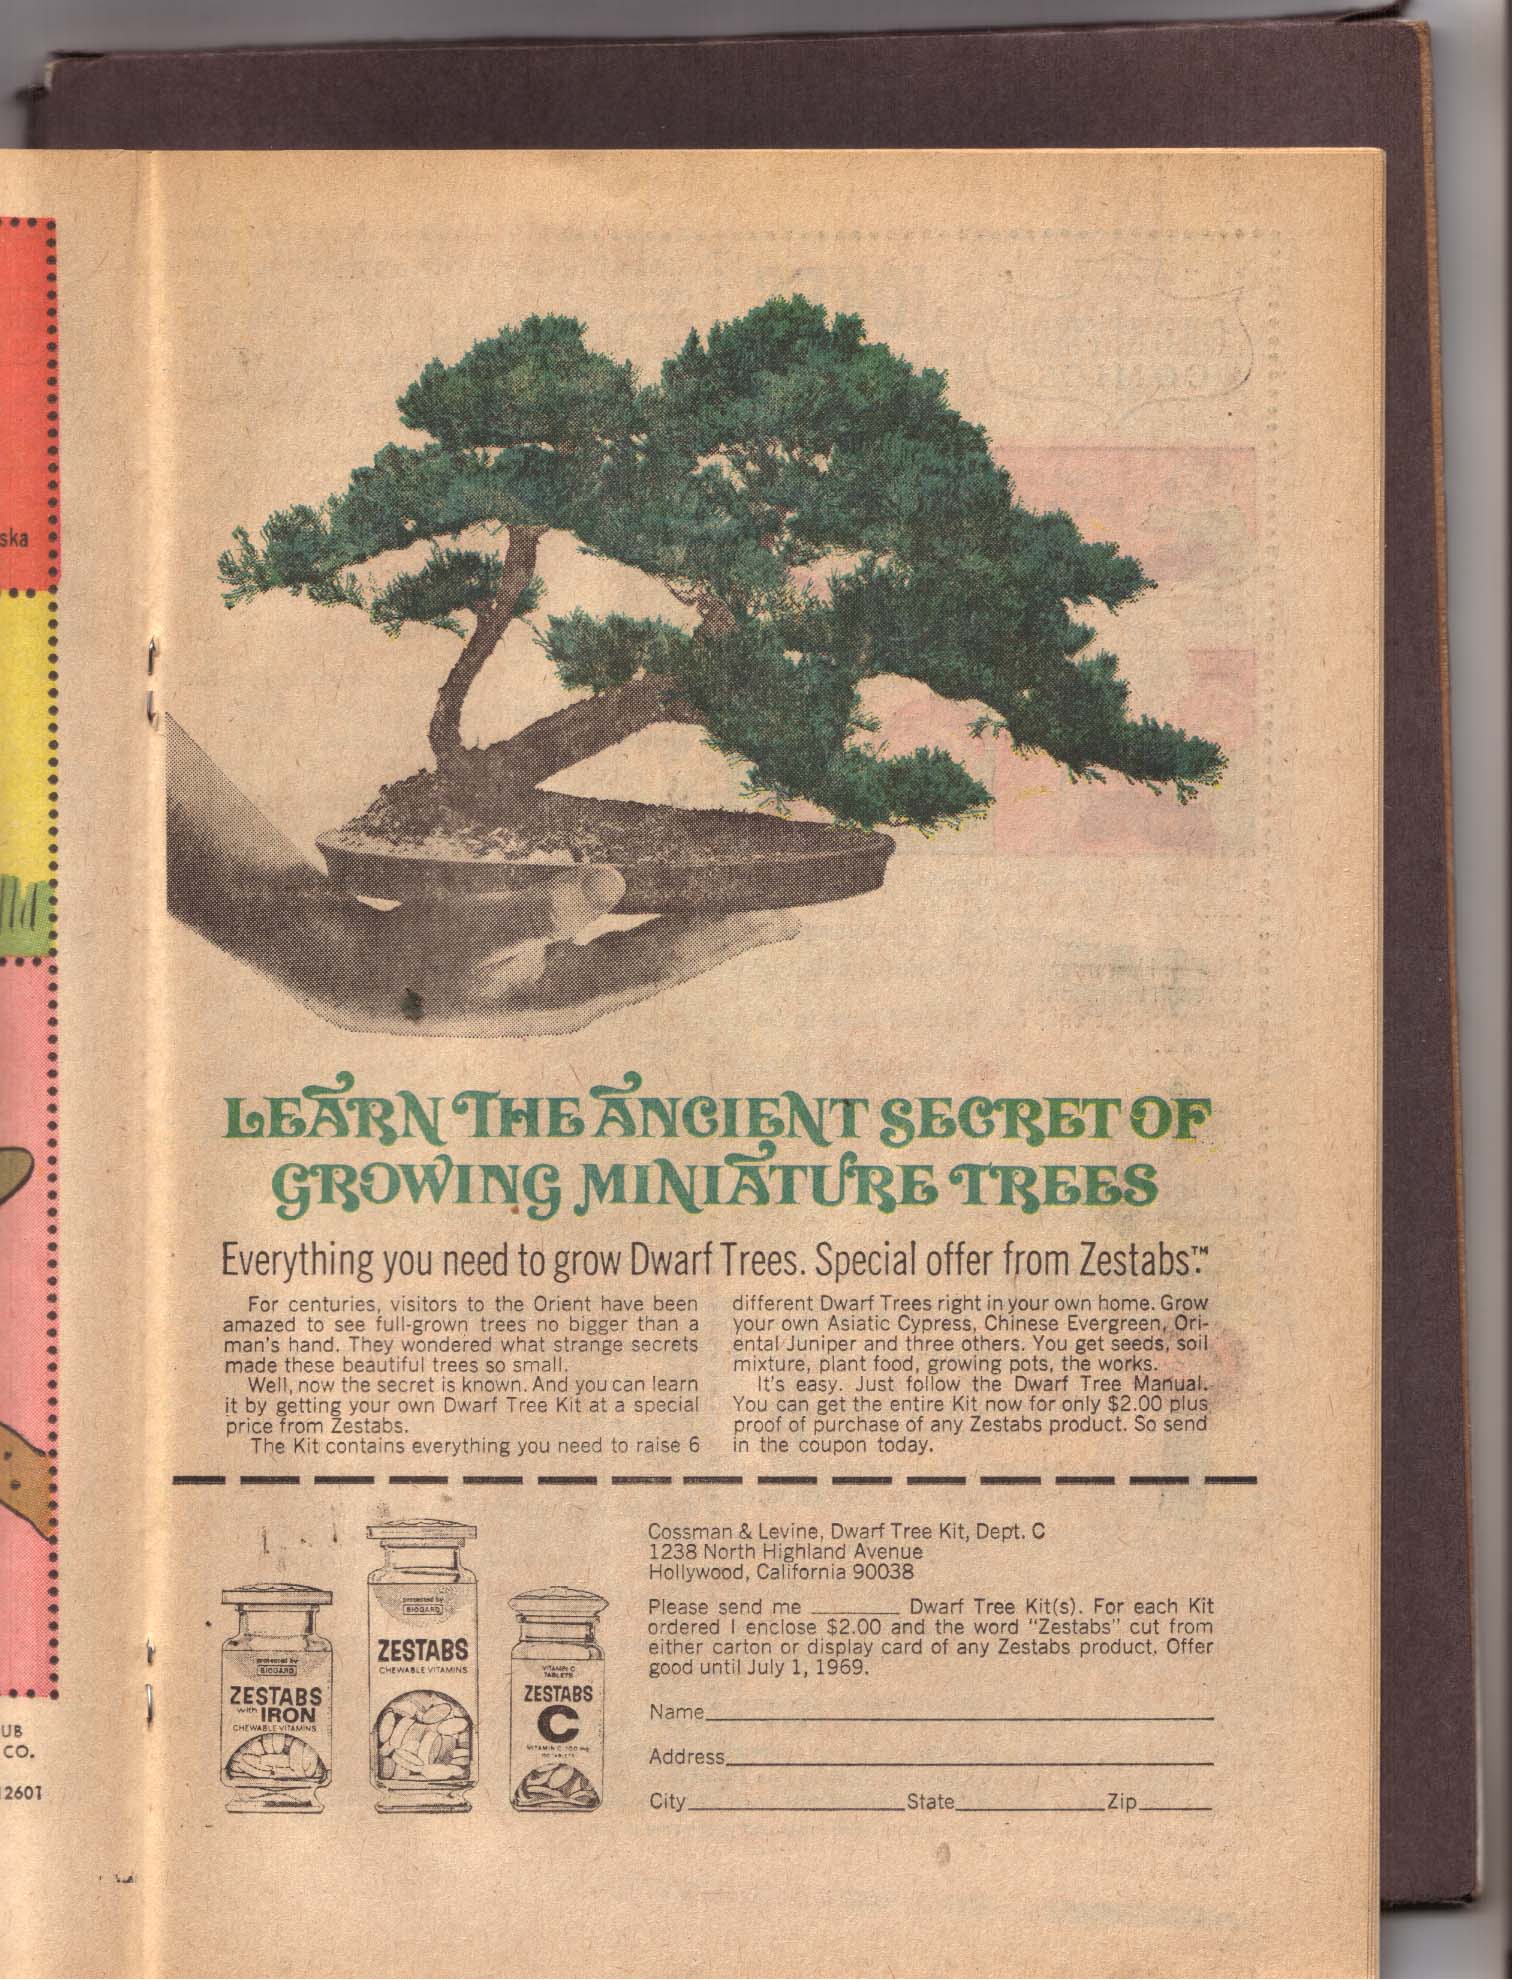 ska
UB
CO.
12601
LEARN THE ANCIENT SECRET OF
GROWING MINIATURE TREES
Everything you need to grow Dwarf Trees. Special offer from Zestabs.™
For centuries, visitors to the Orient have been
amazed to see full-grown trees no bigger than a
man's hand. They wondered what strange secrets
made these beautiful trees so small.
Well, now the secret is known. And you can learn
it by getting your own Dwarf Tree Kit at a special
price from Zestabs.
The Kit contains everything you need to raise 6
different Dwarf Trees right in your own home. Grow
your own Asiatic Cypress, Chinese Evergreen, Ori-
ental Juniper and three others. You get seeds, soil
mixture, plant food, growing pots, the works.
It's easy. Just follow the Dwarf Tree Manual.
You can get the entire Kit now for only $2.00 plus
proof of purchase of any Zestabs product. So send
in the coupon today.
protected by
BIOGARD
ZESTABS
with IRON
CHEWABLE VITAMINS
protected by
BIOGARD
ZESTABS
CHEWABLE VITAMINS
VITAMIN C
TABLETS
ZESTABS
C
Cossman & Levine, Dwarf Tree Kit, Dept. C
1238 North Highland Avenue
Hollywood, California 90038
Please send me ________ Dwarf Tree Kit(s). For each Kit
ordered I enclose $2.00 and the word "Zestabs" cut from
either carton or display card of any Zestabs product. Offer
good until July 1, 1969.
Name
Address
City State Zip